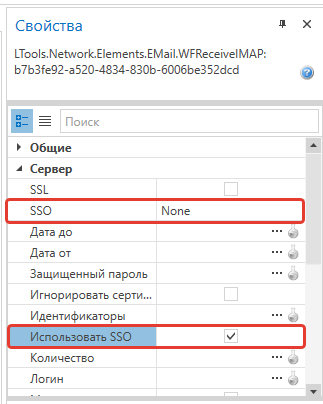 Свойства
LTools.Network.Elements.EMail.WFReceiveIMAP:
b7b3fe92-a520-4834-830b-6006be352dcd
Поиск
Общие
Сервер
SSL
SSO None
Дата до ...
Дата от ...
Защищенный пароль ...
Игнорировать серти...
Идентификаторы ...
Использовать SSO
Количество ...
Логин ...